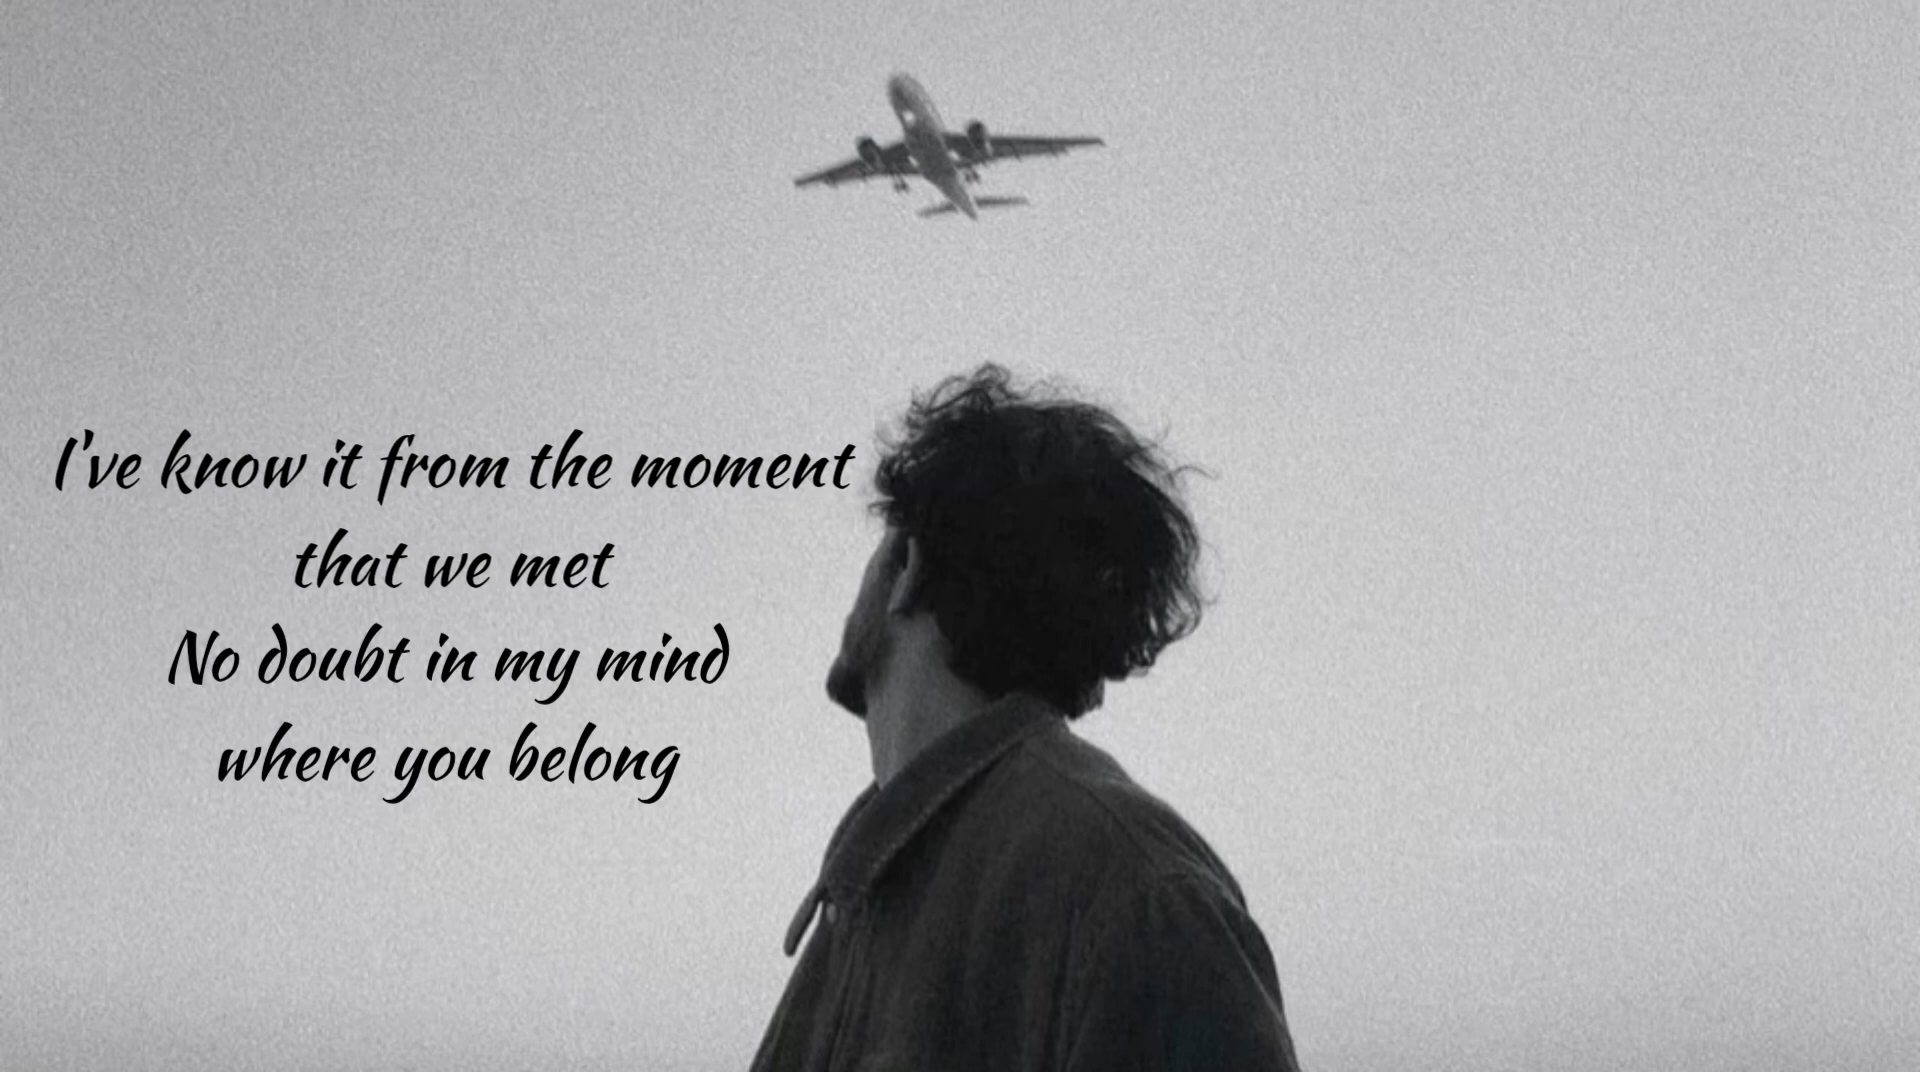 I've know it from the moment
that we met
No doubt in my mind
where you belong